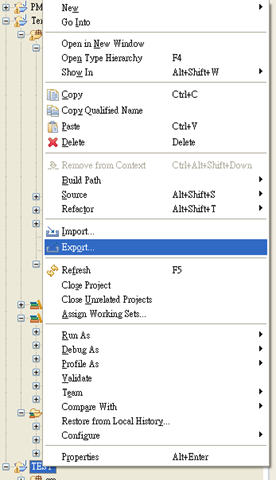 PM
New
Go Into
Te
Open in New Window
Open Type Hierarchy F4
Show In Alt+Shift+W
Copy Ctrl+C
Copy Qualified Name
Paste Ctrl+V
Delete Delete
Remove from Context Ctrl+Alt+Shift+Down
Build Path
Source Alt+Shift+S
Refactor Alt+Shift+T
Import...
Export...
Refresh F5
Close Project
Close Unrelated Projects
Assign Working Sets...
Run As
Debug As
Profile As
Validate
Team
Compare With
Restore from Local History...
Configure
Properties Alt+Enter
TEST